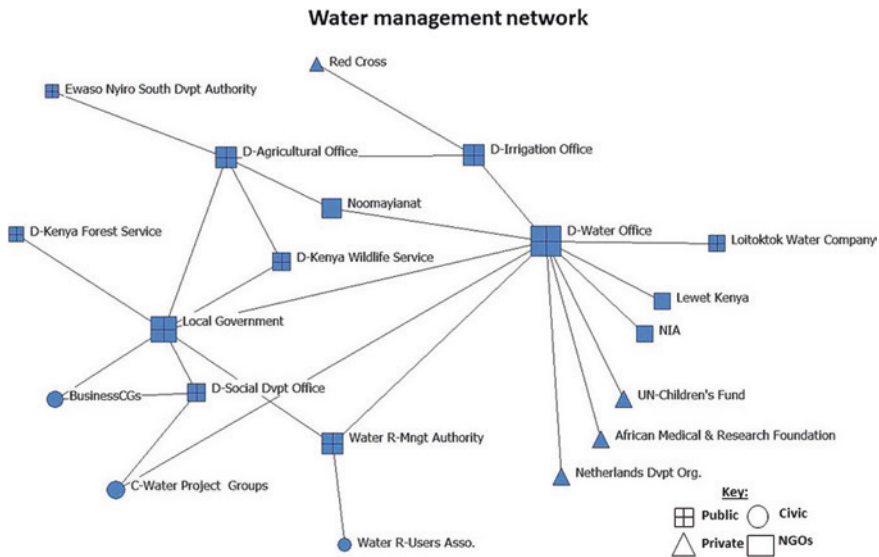 Water management network
Red Cross
Ewaso Nyiro South Dvpt Authority
D-Agricultural Office
D-Irrigation Office
Noomayianat
D-Kenya Forest Service
D-Water Office
Loitoktok Water Company
D-Kenya Wildlife Service
Lewet Kenya
Local Government
NIA
BusinessCGs
D-Social Dvpt Office
UN-Children's Fund
Water R-Mngt Authority
African Medical & Research Foundation
Netherlands Dvpt Org.
C-Water Project Groups
Key:
Public
Civic
Water R-Users Asso.
Private
NGOs